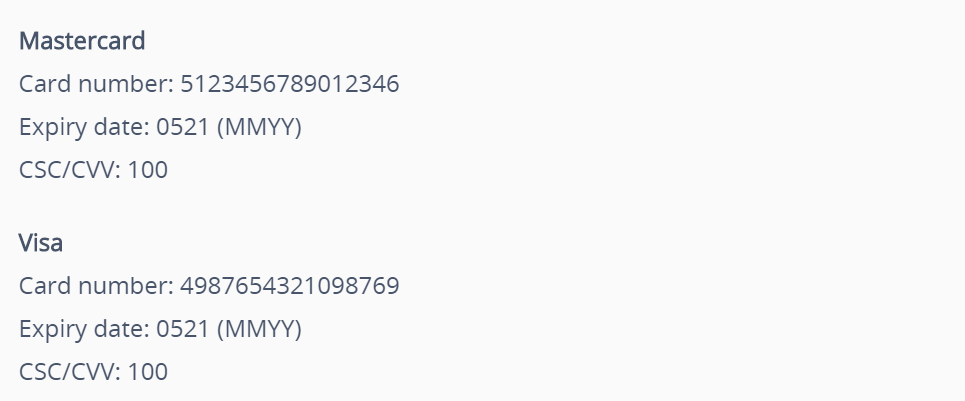 Mastercard
Card number: 5123456789012346
Expiry date: 0521 (MMYY)
CSC/CVV: 100
Visa
Card number: 4987654321098769
Expiry date: 0521 (MMYY)
CSC/CVV: 100